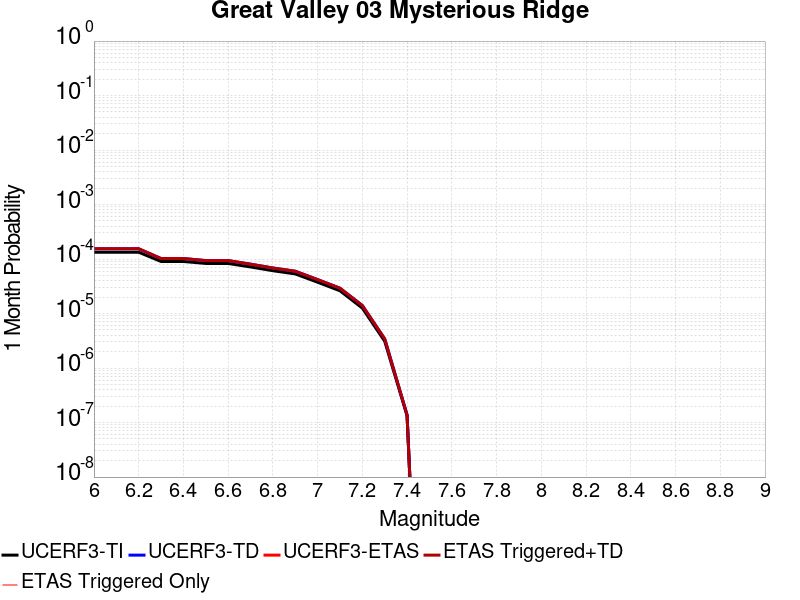 Great Valley 03 Mysterious Ridge
10^0
10^-1
10^-2
10^-3
10^-4
10^-5
10^-6
10^-7
10^-8
1 Month Probability
6 6.2 6.4 6.6 6.8 7 7.2 7.4 7.6 7.8 8 8.2 8.4 8.6 8.8 9
Magnitude
UCERF3-TI UCERF3-TD UCERF3-ETAS ETAS Triggered+TD
ETAS Triggered Only